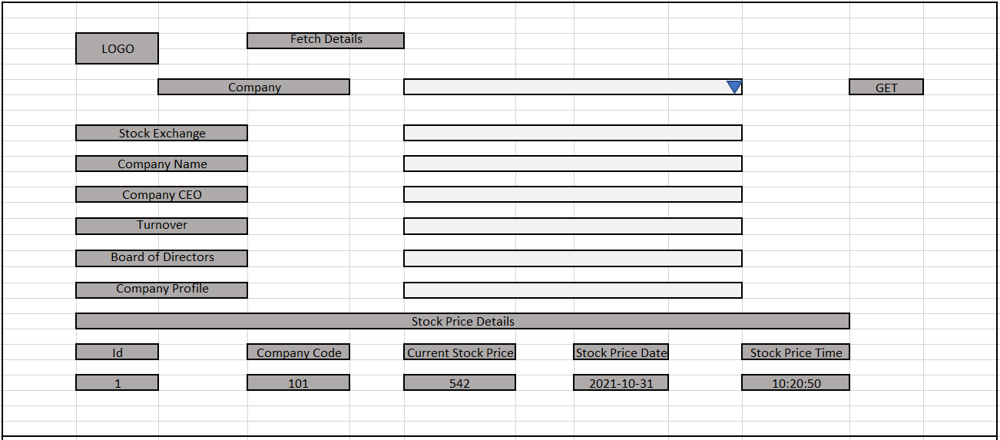 Fetch Details
LOGO
Company
GET
Stock Exchange
Company Name
Company CEO
Turnover
Board of Directors
Company Profile
Stock Price Details
Id Company Code Current Stock Price Stock Price Date Stock Price Time
1 101 542 2021-10-31 10:20:50